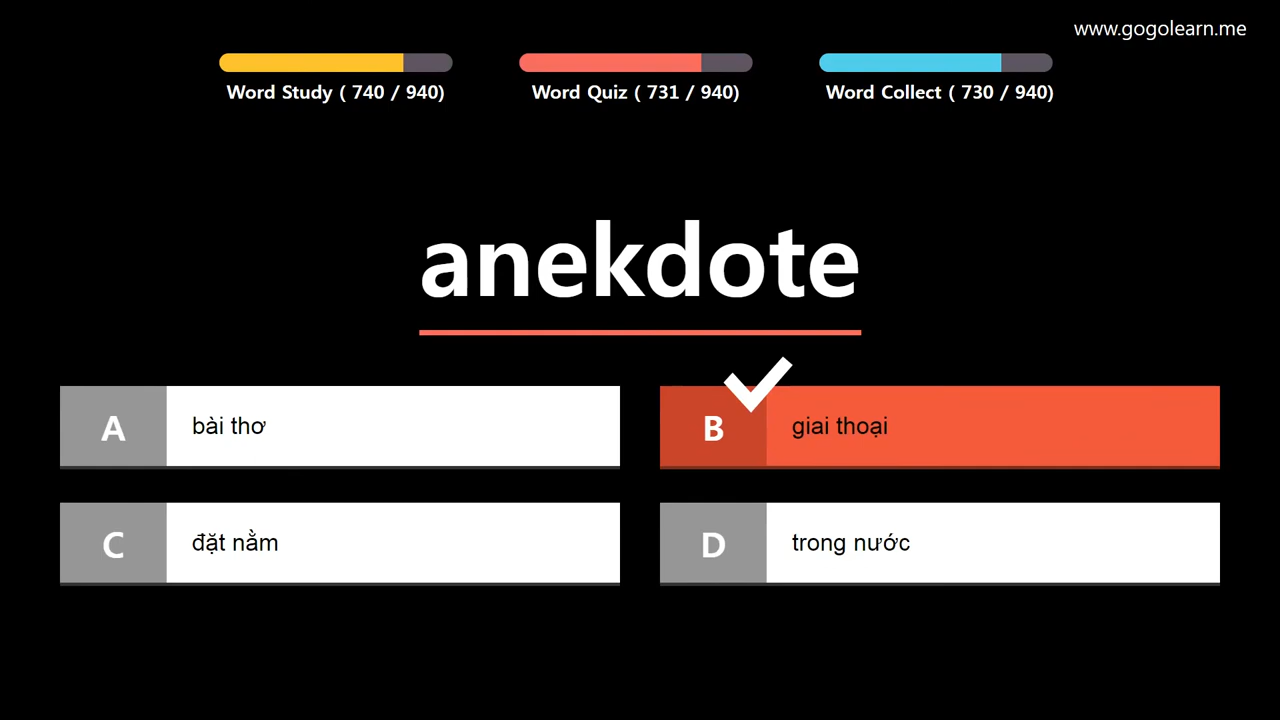 www.gogolearn.me
Word Study ( 740 / 940)
Word Quiz ( 731 / 940)
Word Collect ( 730 / 940)
anekdote
A
bài thơ
B
giai thoại
C
đặt nằm
D
trong nước